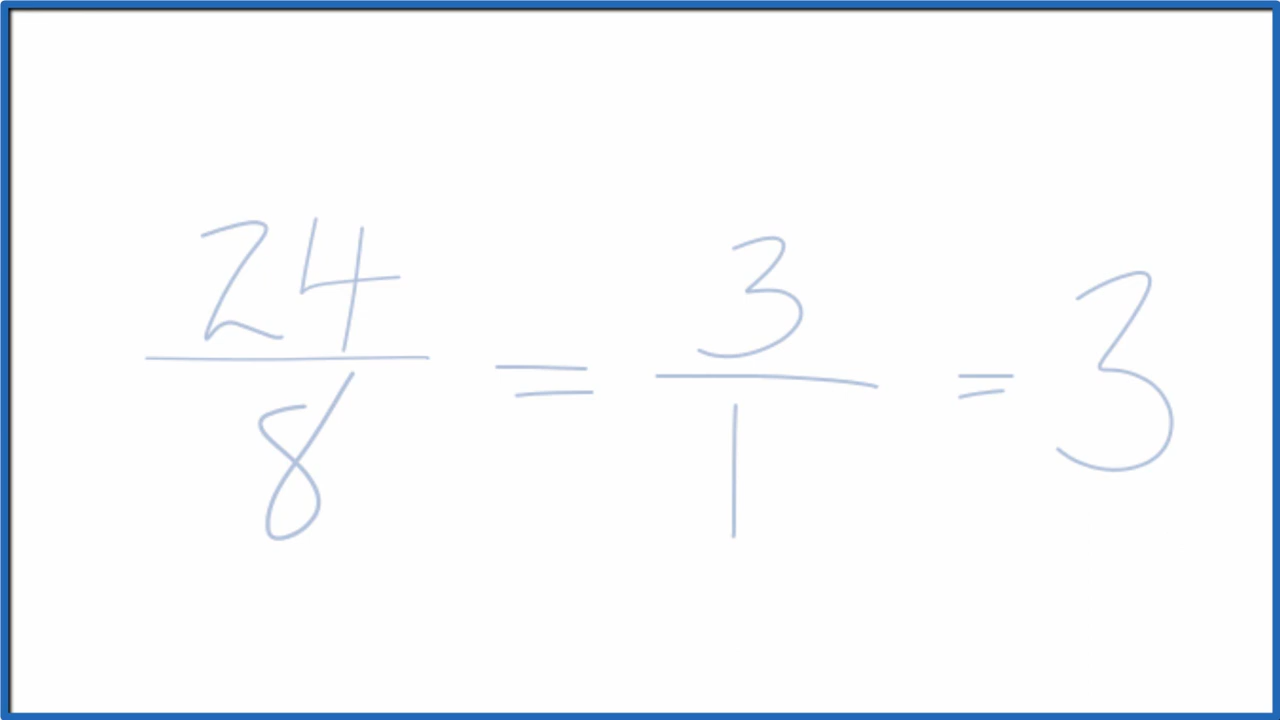 24/8 = 3/1 = 3